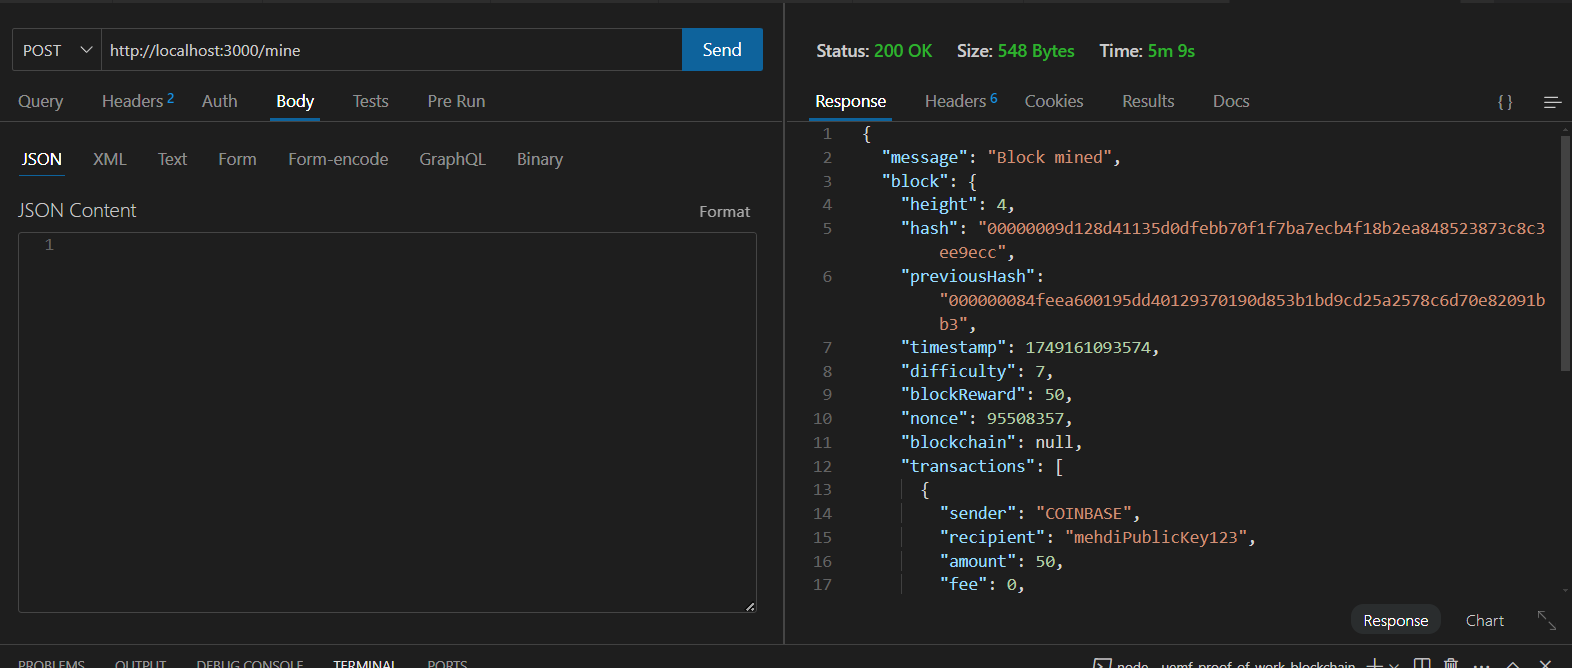 POST http://localhost:3000/mine Send
Query Headers 2 Auth Body Tests Pre Run
JSON XML Text Form Form-encode GraphQL Binary
JSON Content Format
1
Status: 200 OK Size: 548 Bytes Time: 5m 9s
Response Headers 6 Cookies Results Docs {}
1 {
2 "message": "Block mined",
3 "block": {
4 "height": 4,
5 "hash": "00000009d128d41135d0dfebb70f1f7ba7ecb4f18b2ea848523873c8c3
ee9ecc",
6 "previousHash":
"000000084feea600195dd40129370190d853b1bd9cd25a2578c6d70e82091b
b3",
7 "timestamp": 1749161093574,
8 "difficulty": 7,
9 "blockReward": 50,
10 "nonce": 95508357,
11 "blockchain": null,
12 "transactions": [
13 {
14 "sender": "COINBASE",
15 "recipient": "mehdiPublicKey123",
16 "amount": 50,
17 "fee": 0,
Response Chart
PROBLEMS OUTPUT DEBUG CONSOLE TERMINAL PORTS node - uemf-proof-of-work-blockchain